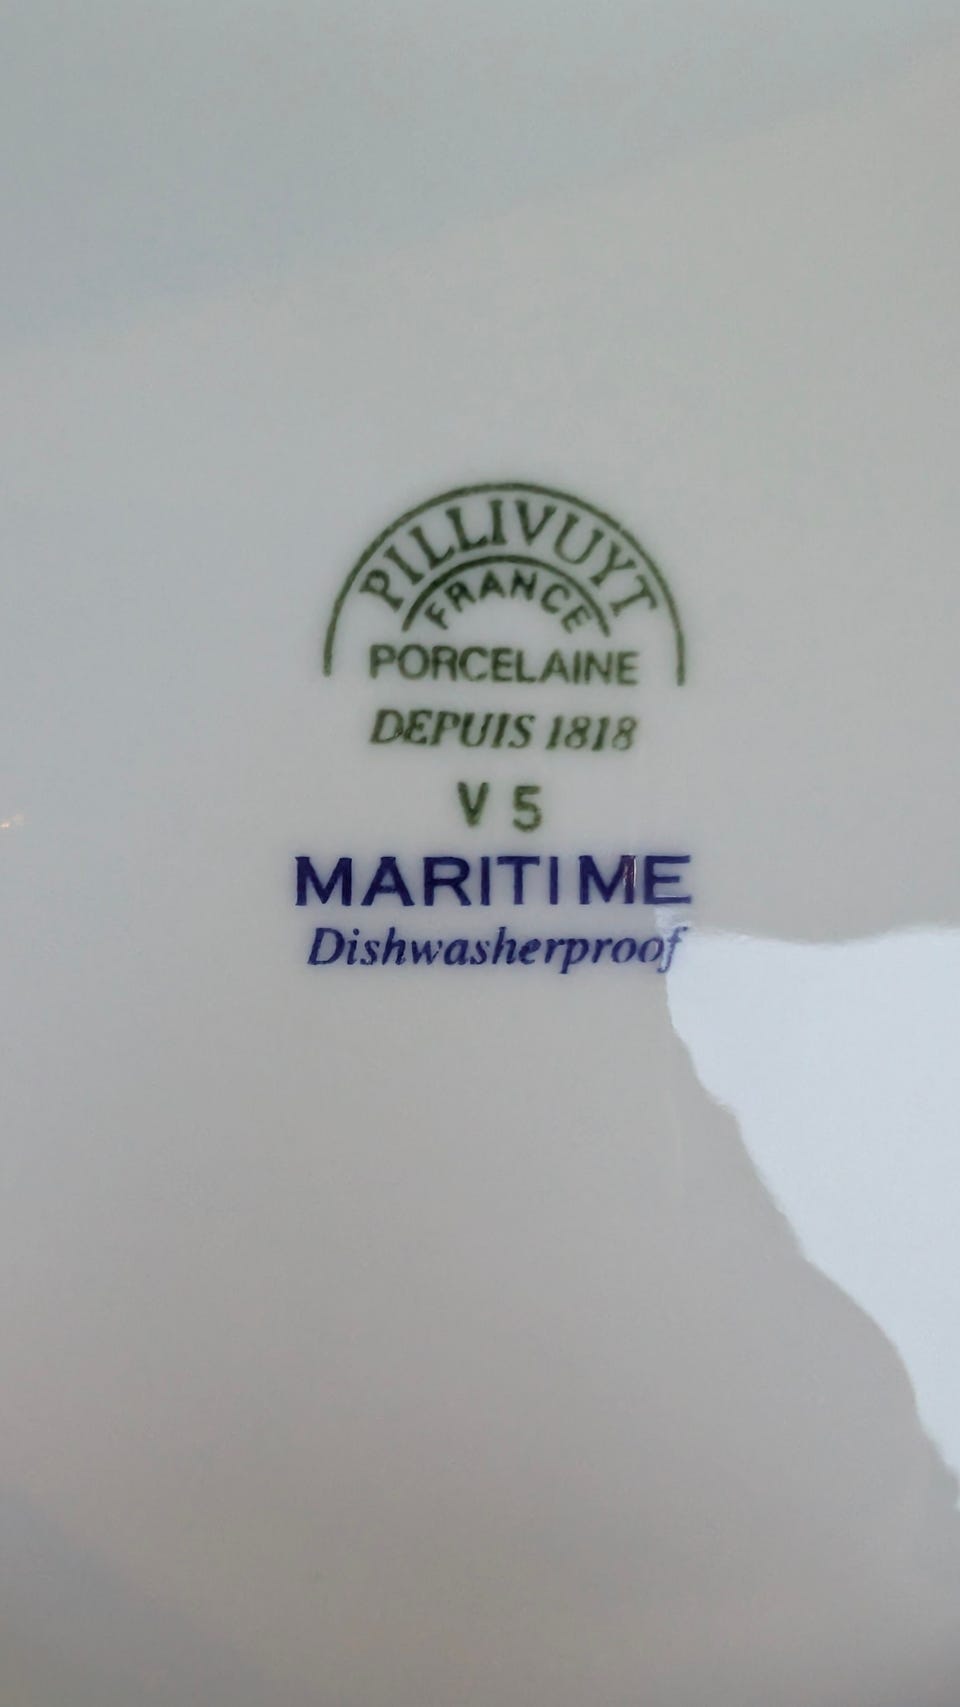 PILLIVUYT
FRANCE
PORCELAINE
DEPUIS 1818
V 5
MARITIME
Dishwasherproof